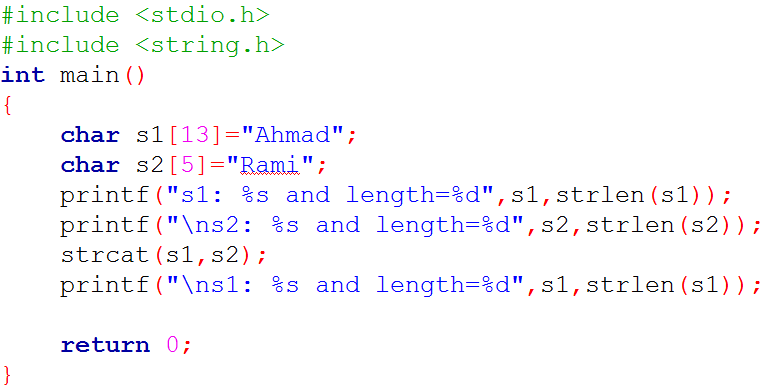 #include <stdio.h>
#include <string.h>
int main()
{
    char s1[13]="Ahmad";
    char s2[5]="Rami";
    printf("s1: %s and length=%d",s1,strlen(s1));
    printf("\ns2: %s and length=%d",s2,strlen(s2));
    strcat(s1,s2);
    printf("\ns1: %s and length=%d",s1,strlen(s1));
    return 0;
}